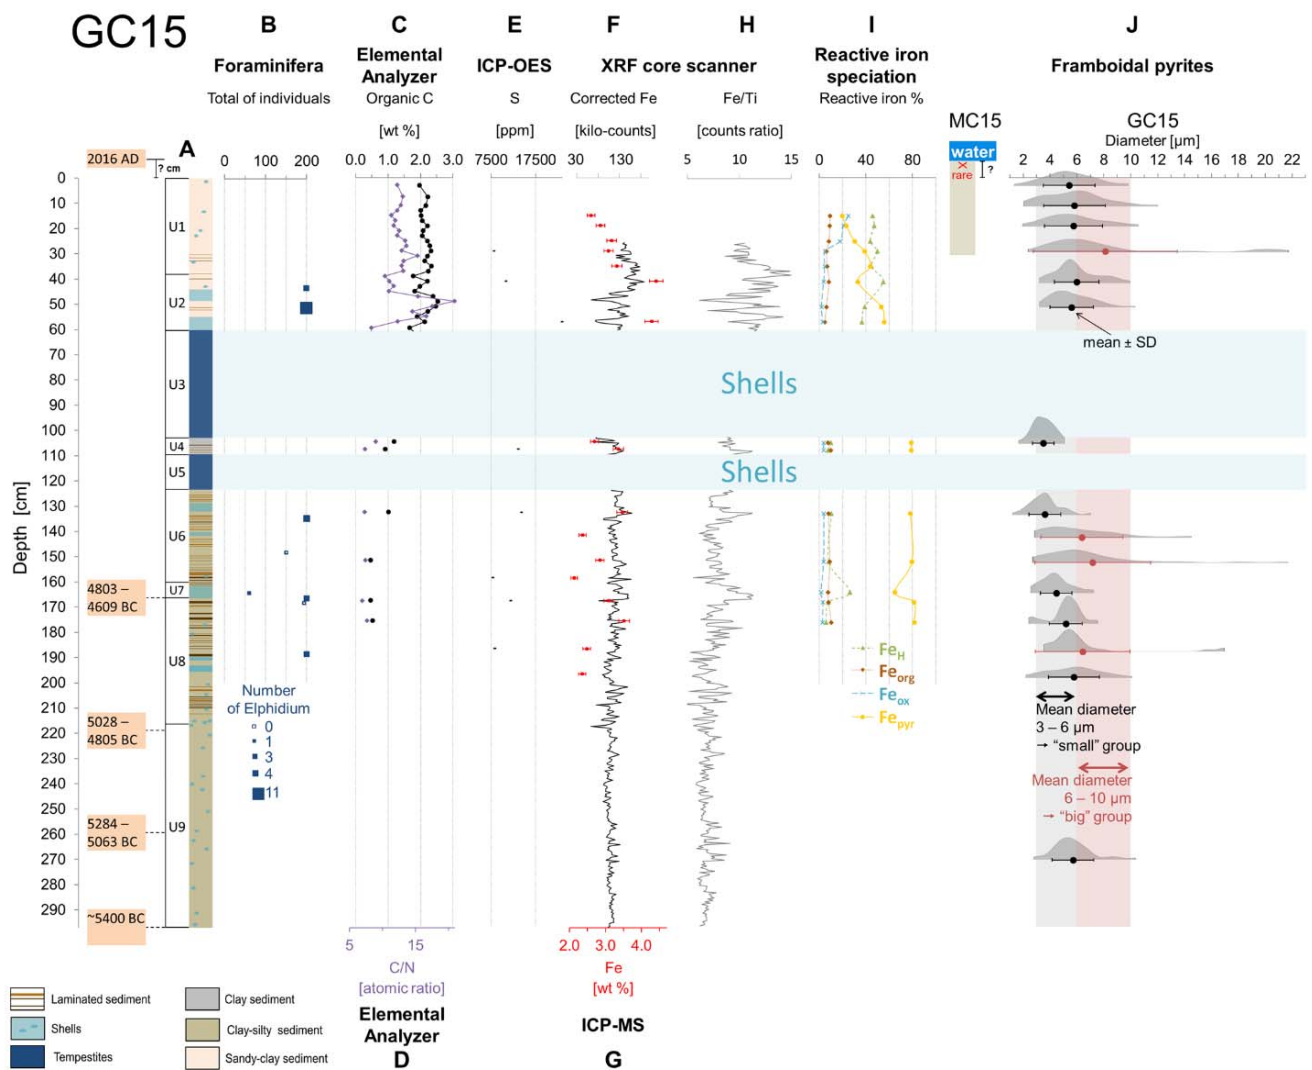 GC15
B C E F H I J
Foraminifera
Total of individuals
Elemental
Analyzer
Organic C
[wt %]
ICP-OES
S
[ppm]
XRF core scanner
Corrected Fe
[kilo-counts]
Fe/Ti
[counts ratio]
Reactive iron
speciation
Reactive iron %
Framboidal pyrites
MC15
GC15
Diameter [µm]
water
X
rare
?
2016 AD
? cm
A
0 100 200
0.0 1.0 2.0 3.0
7500 17500
30 130
5 10 15
0 40 80
2 4 6 8 10 12 14 16 18 20 22
Depth [cm]
0
10
20
30
40
50
60
70
80
90
100
110
120
130
140
150
160
170
180
190
200
210
220
230
240
250
260
270
280
290
U1
U2
U3
U4
U5
U6
U7
U8
U9
mean ± SD
Shells
Shells
4803 –
4609 BC
5028 –
4805 BC
5284 –
5063 BC
~5400 BC
Number
of Elphidium
0
1
3
4
11
FeH
Feorg
Feox
Fepyr
Mean diameter
3 – 6 µm
→ “small” group
Mean diameter
6 – 10 µm
→ “big” group
5 15
C/N
[atomic ratio]
Elemental
Analyzer
D
2.0 3.0 4.0
Fe
[wt %]
ICP-MS
G
Laminated sediment
Shells
Tempestites
Clay sediment
Clay-silty sediment
Sandy-clay sediment